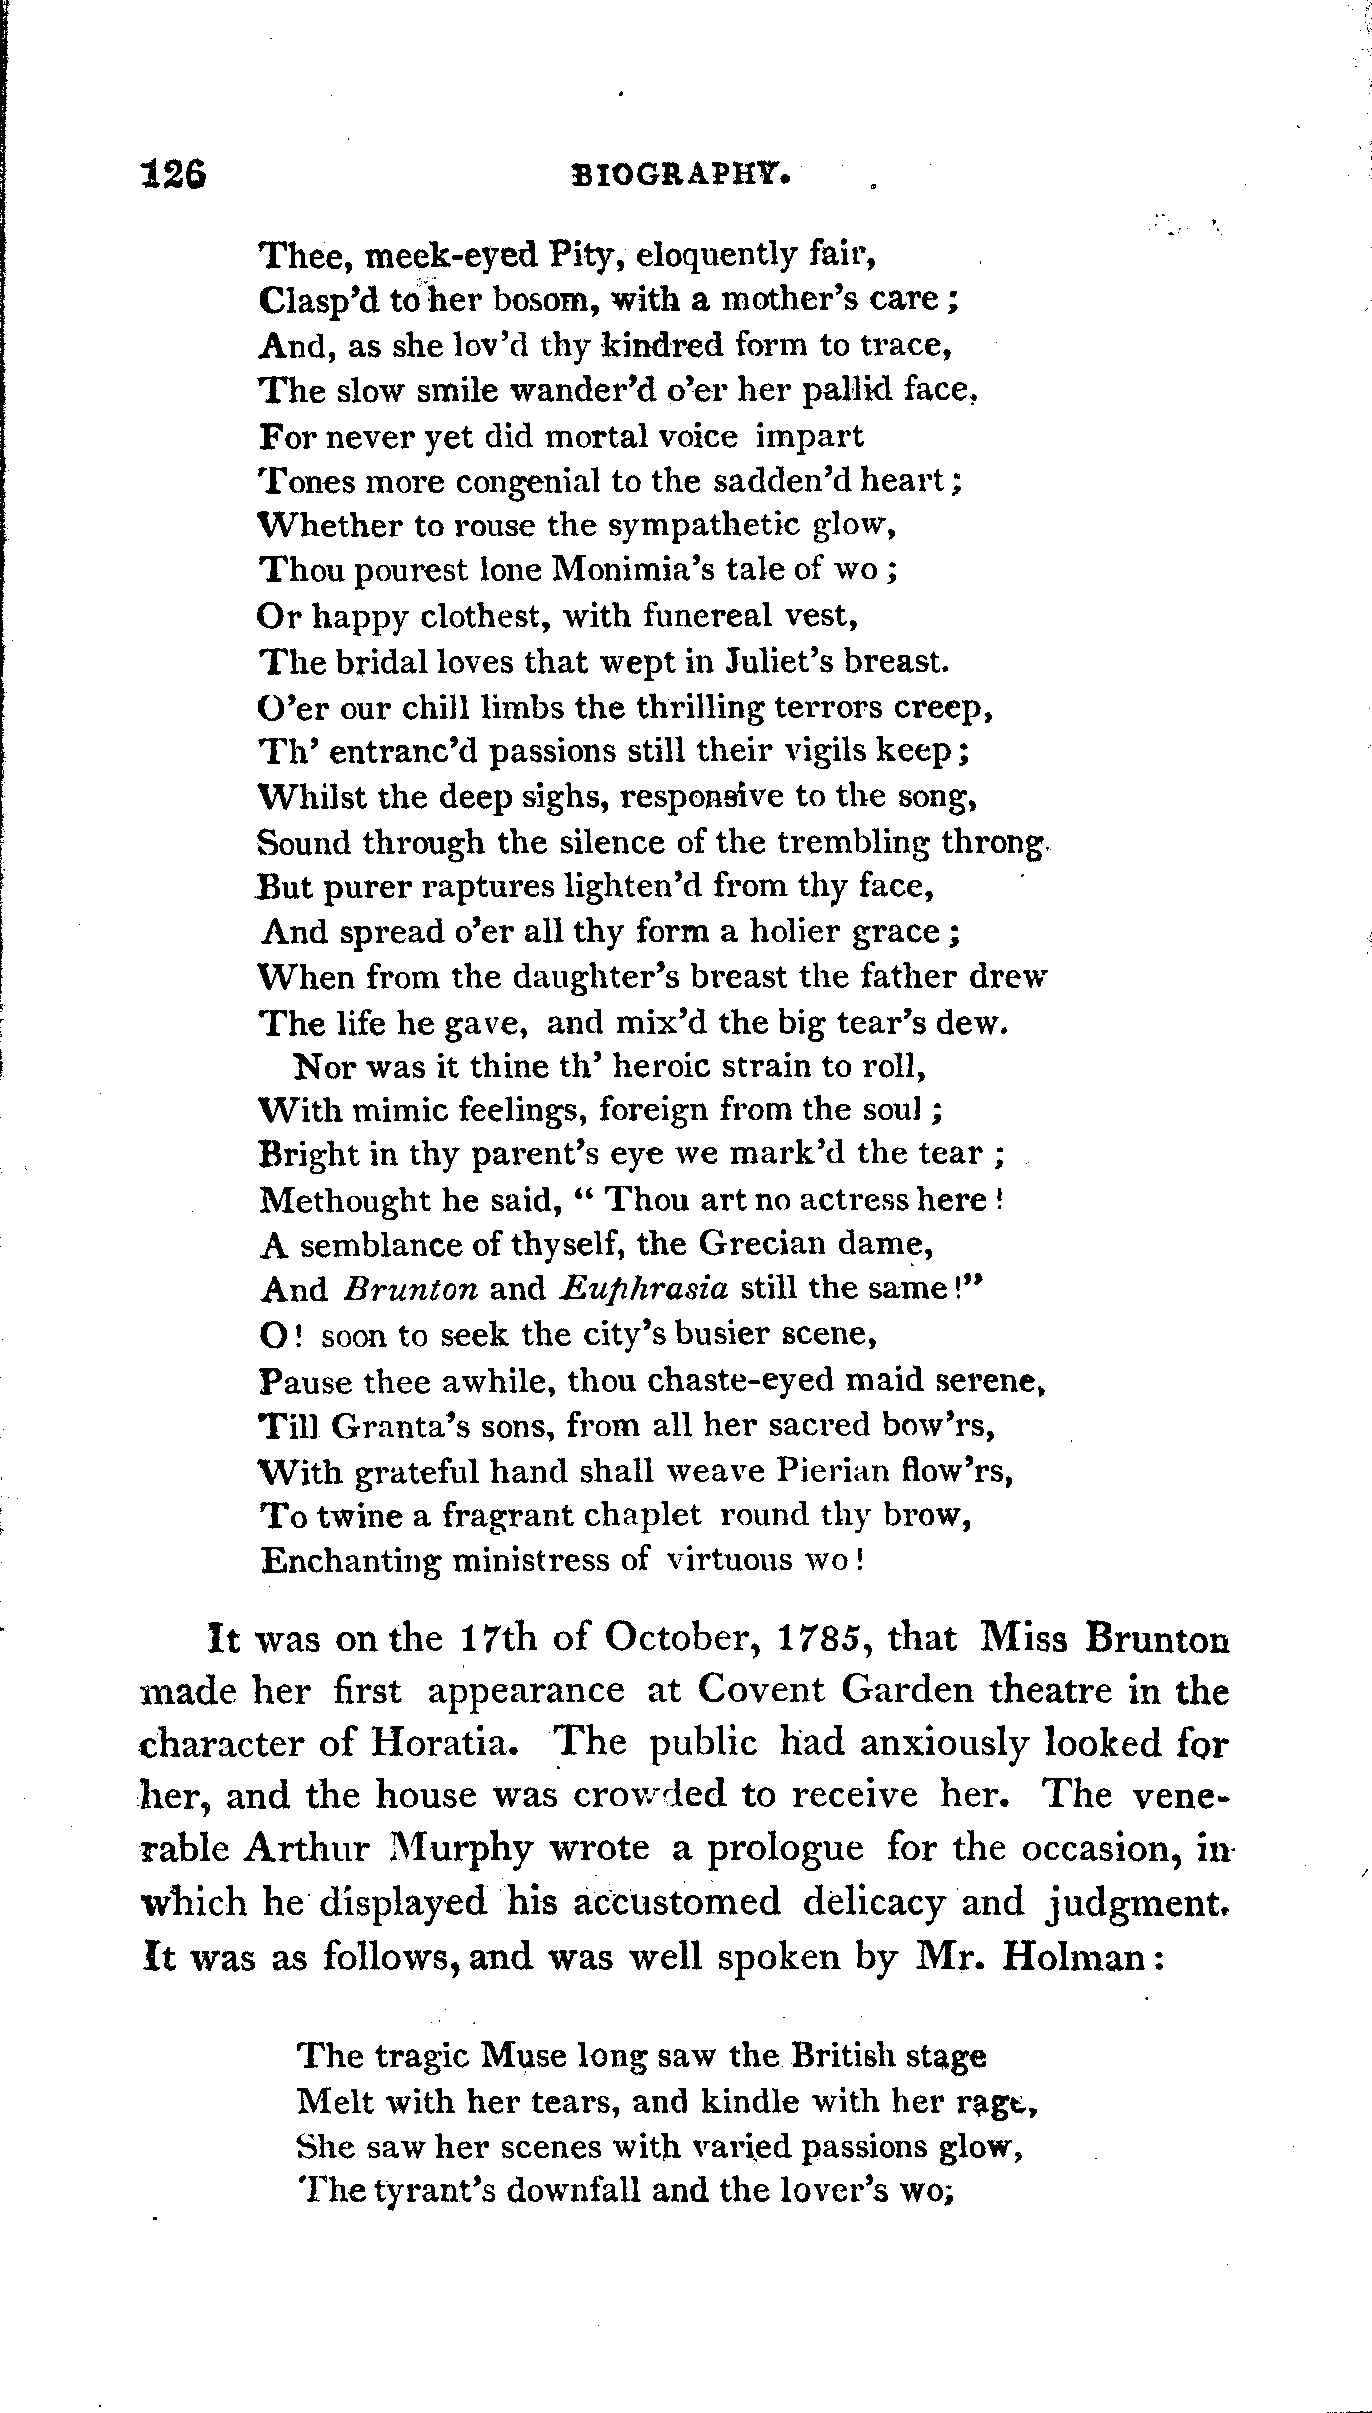 126 BIOGRAPHY.
Thee, meek-eyed Pity, eloquently fair,
Clasp'd to her bosom, with a mother's care;
And, as she lov'd thy kindred form to trace,
The slow smile wander'd o'er her pallid face,
For never yet did mortal voice impart
Tones more congenial to the sadden'd heart;
Whether to rouse the sympathetic glow,
Thou pourest lone Monimia's tale of wo;
Or happy clothest, with funereal vest,
The bridal loves that wept in Juliet's breast.
O'er our chill limbs the thrilling terrors creep,
Th' entranc'd passions still their vigils keep;
Whilst the deep sighs, responsive to the song,
Sound through the silence of the trembling throng.
But purer raptures lighten'd from thy face,
And spread o'er all thy form a holier grace;
When from the daughter's breast the father drew
The life he gave, and mix'd the big tear's dew.
Nor was it thine th' heroic strain to roll,
With mimic feelings, foreign from the soul;
Bright in thy parent's eye we mark'd the tear;
Methought he said, "Thou art no actress here!
A semblance of thyself, the Grecian dame,
And Brunton and Euphrasia still the same!"
O! soon to seek the city's busier scene,
Pause thee awhile, thou chaste-eyed maid serene,
Till Granta's sons, from all her sacred bow'rs,
With grateful hand shall weave Pierian flow'rs,
To twine a fragrant chaplet round thy brow,
Enchanting ministress of virtuous wo!
It was on the 17th of October, 1785, that Miss Brunton
made her first appearance at Covent Garden theatre in the
character of Horatia. The public had anxiously looked for
her, and the house was crowded to receive her. The vene-
rable Arthur Murphy wrote a prologue for the occasion, in
which he displayed his accustomed delicacy and judgment.
It was as follows, and was well spoken by Mr. Holman:
The tragic Muse long saw the British stage
Melt with her tears, and kindle with her rage,
She saw her scenes with varied passions glow,
The tyrant's downfall and the lover's wo;